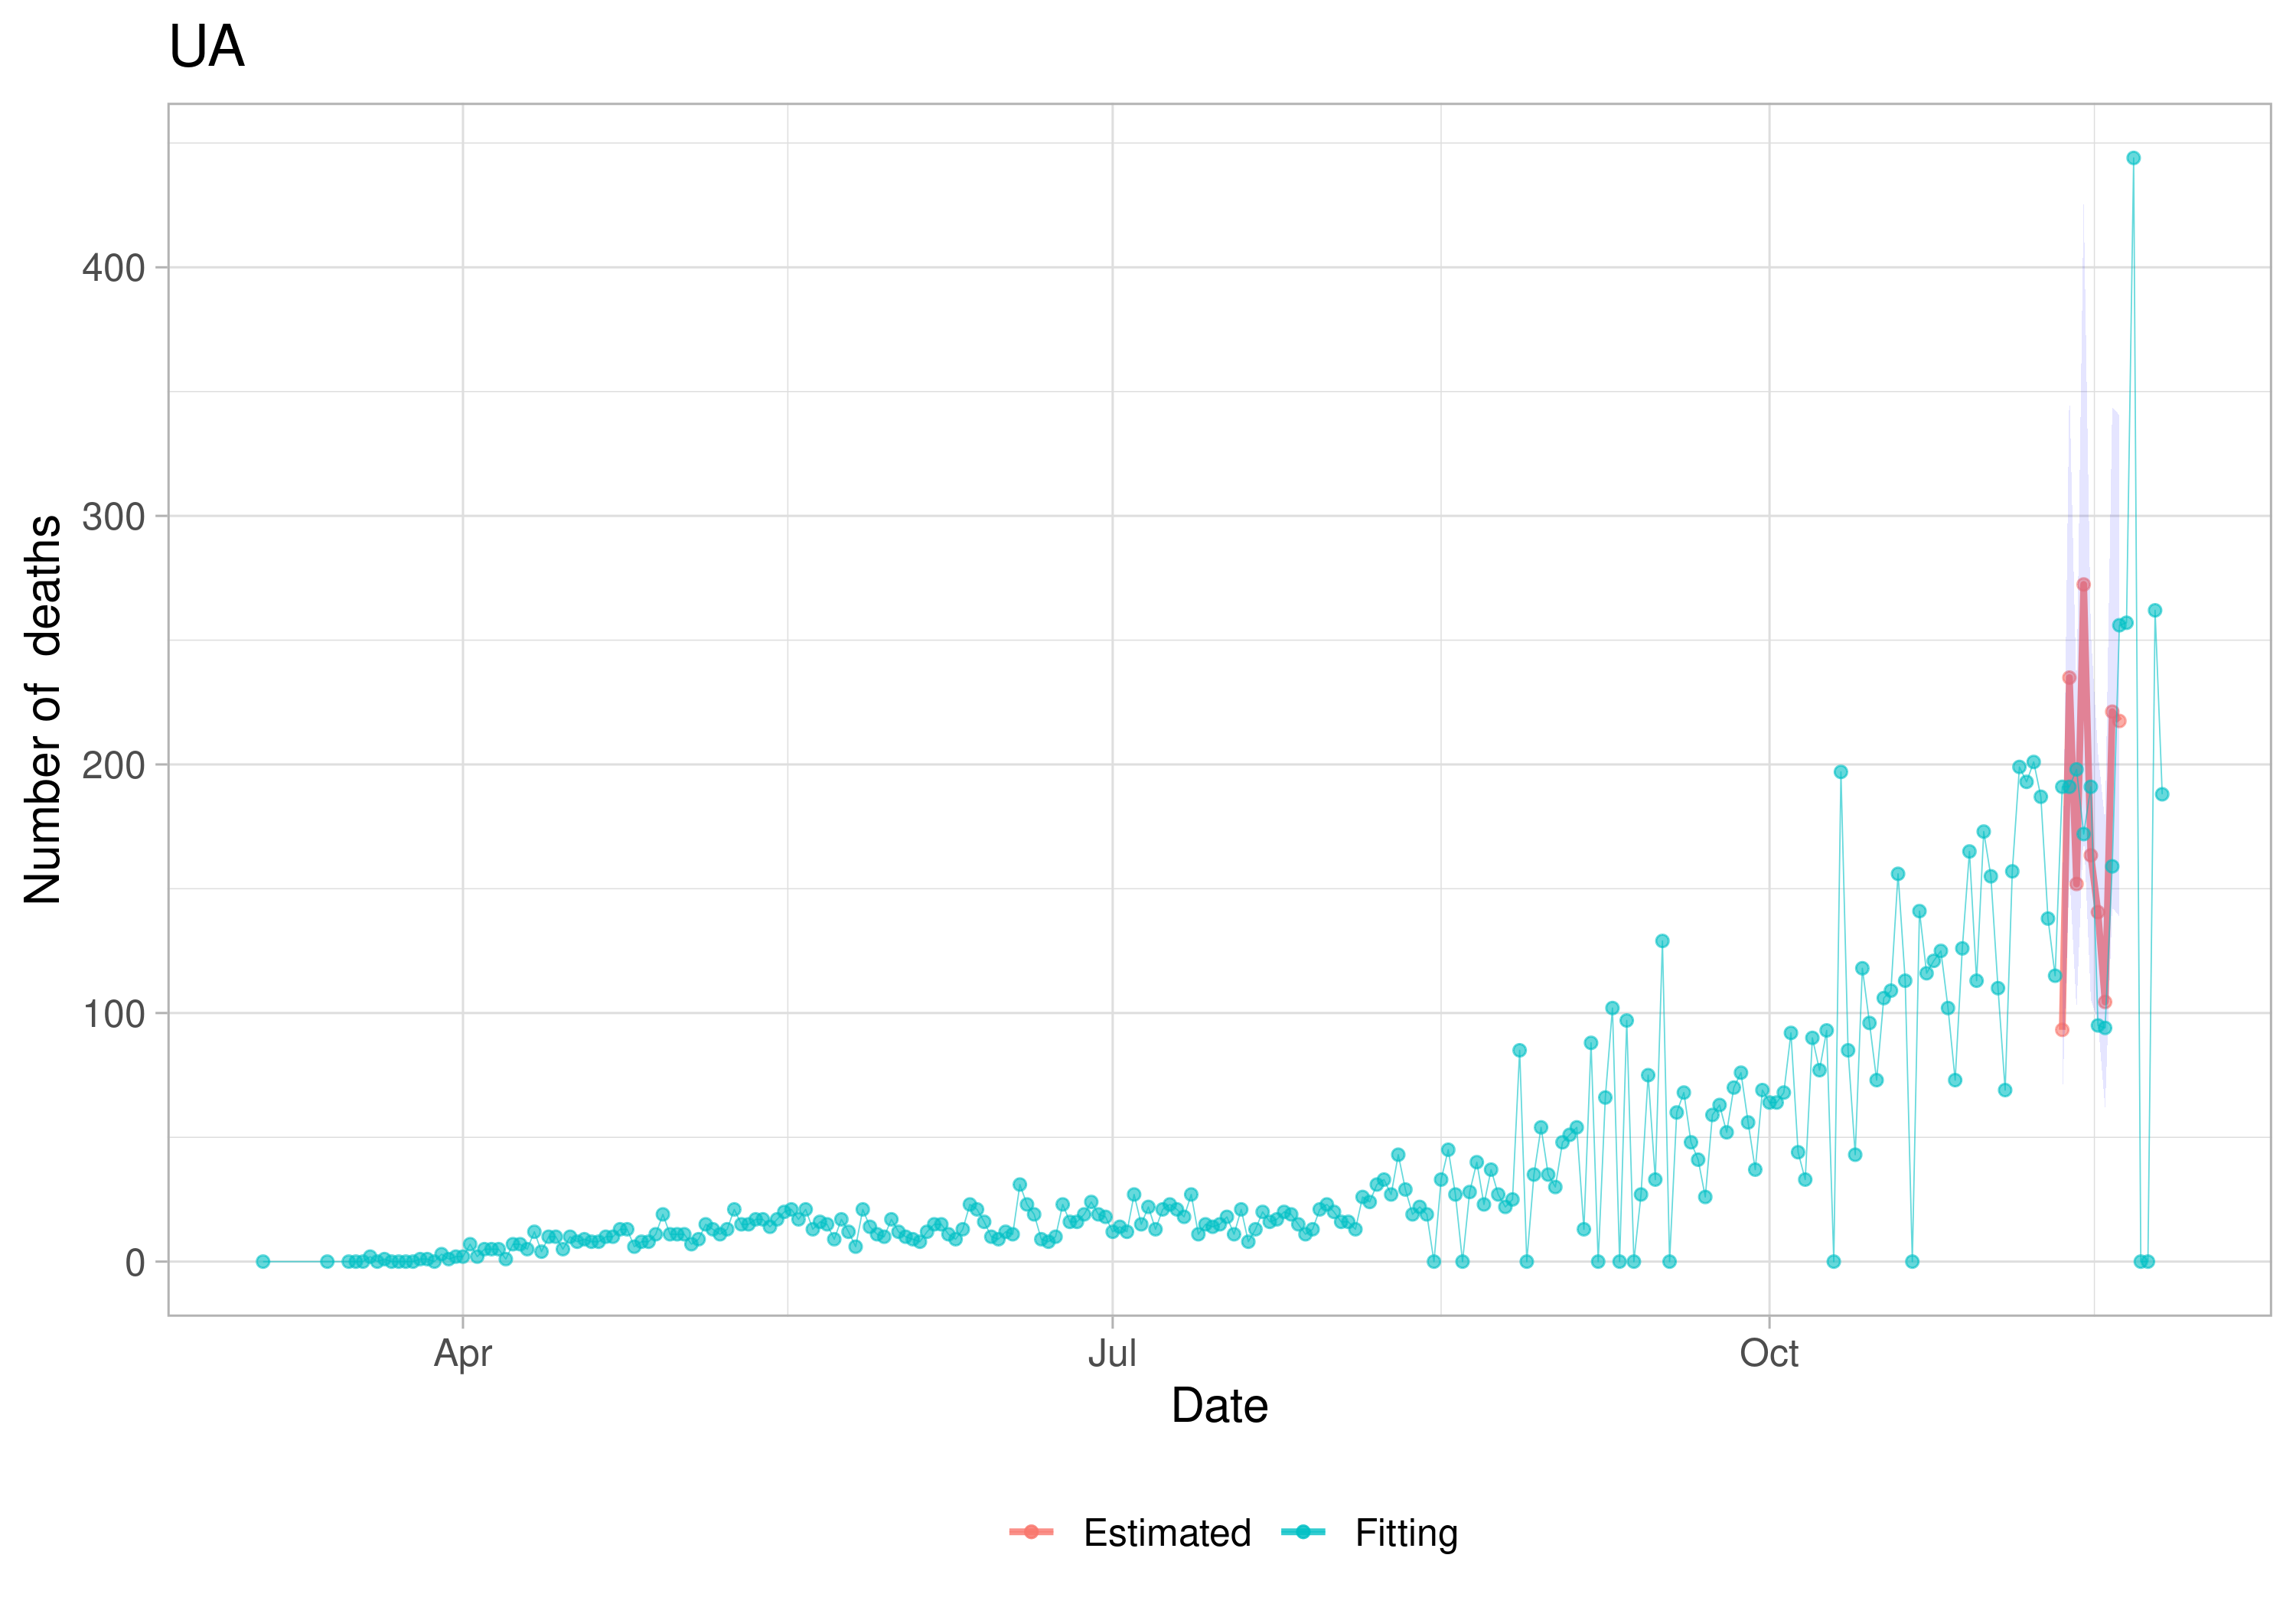 UA
Number of  deaths
400
300
200
100
0
Apr
Jul
Oct
Date
Estimated
Fitting